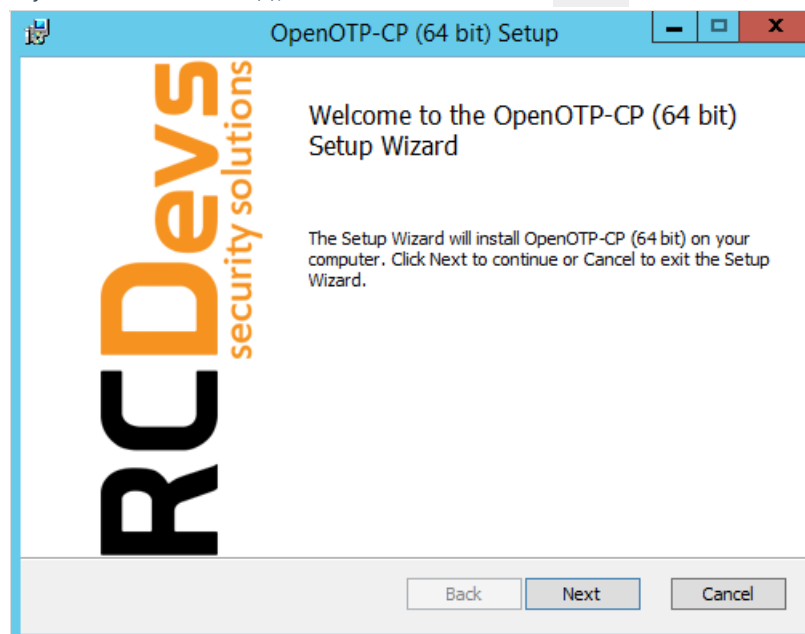 OpenOTP-CP (64 bit) Setup
RCDevs
security solutions
Welcome to the OpenOTP-CP (64 bit)
Setup Wizard
The Setup Wizard will install OpenOTP-CP (64 bit) on your
computer. Click Next to continue or Cancel to exit the Setup
Wizard.
Back
Next
Cancel